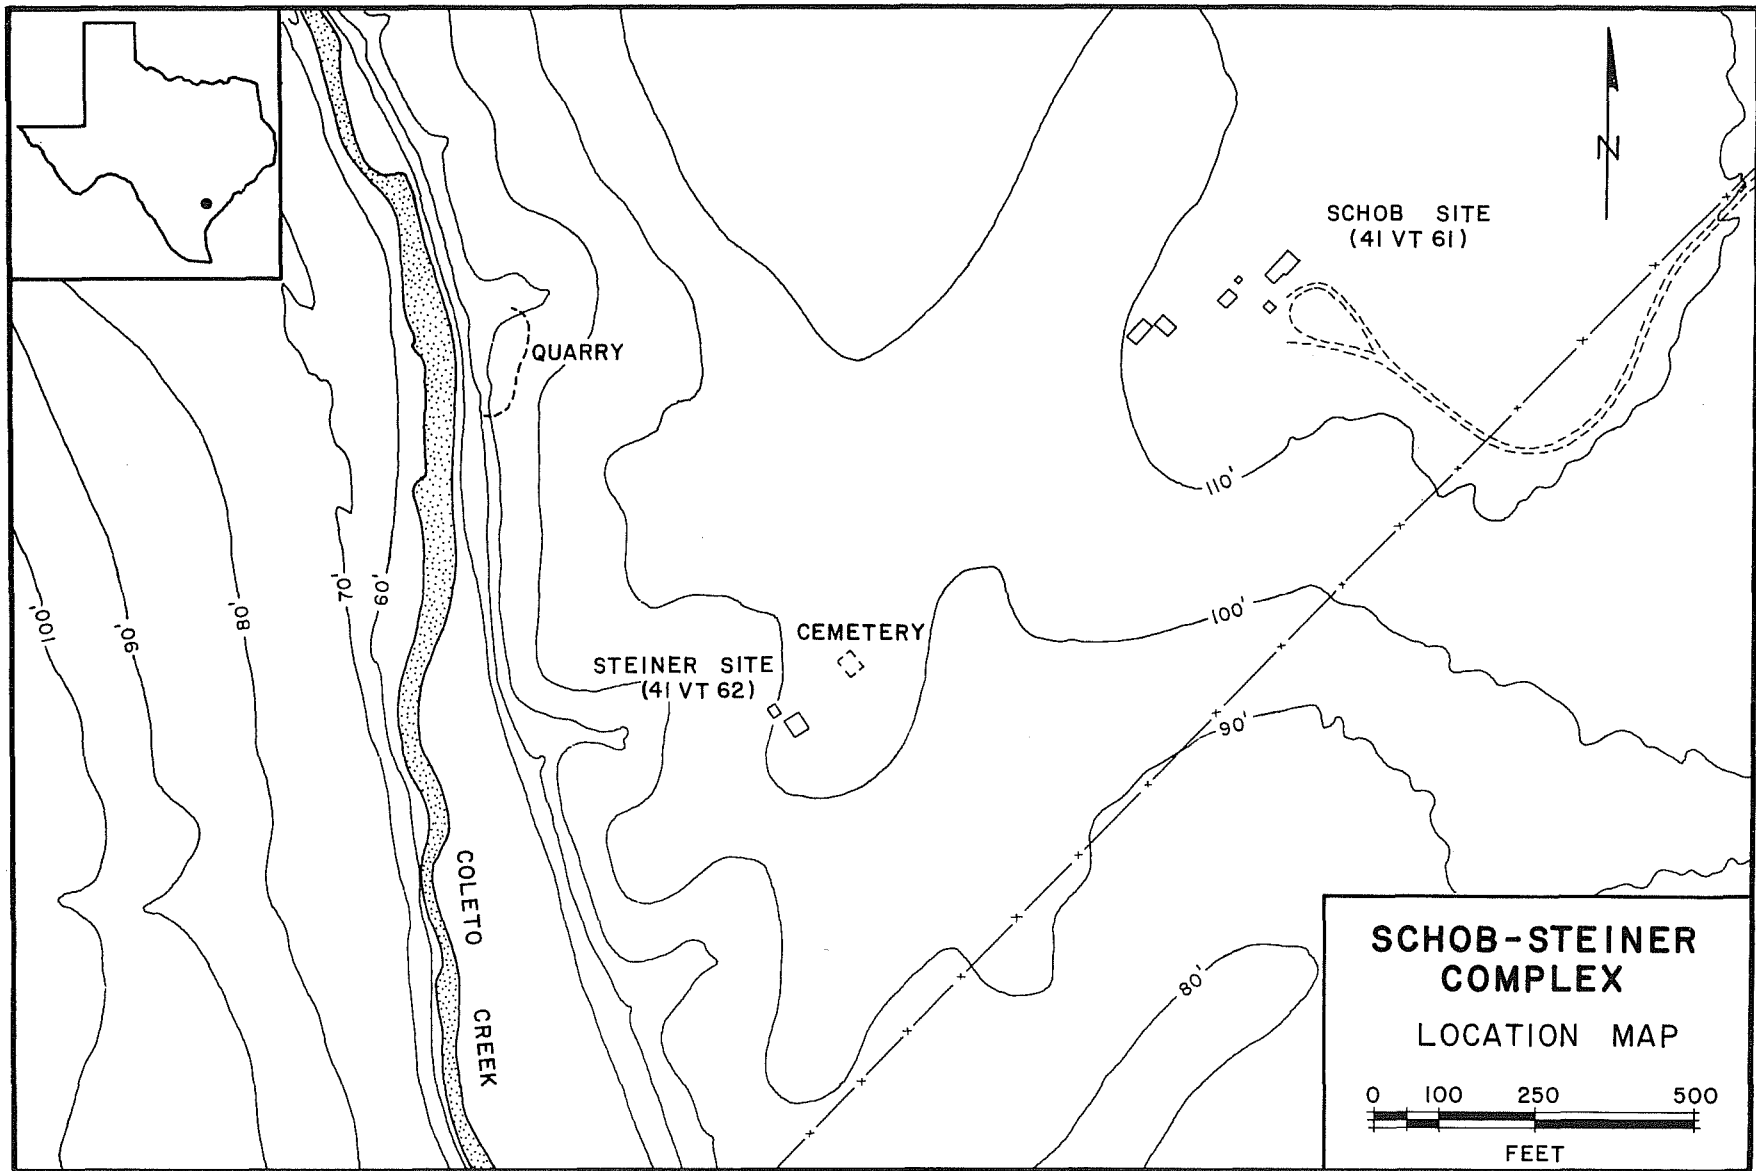 N
SCHOB SITE
(41 VT 61)
QUARRY
110'
70'
60'
100'
90'
80'
100'
CEMETERY
STEINER SITE
(41 VT 62)
90'
COLETO
CREEK
80'
SCHOB-STEINER
COMPLEX
LOCATION MAP
0 100 250 500
FEET